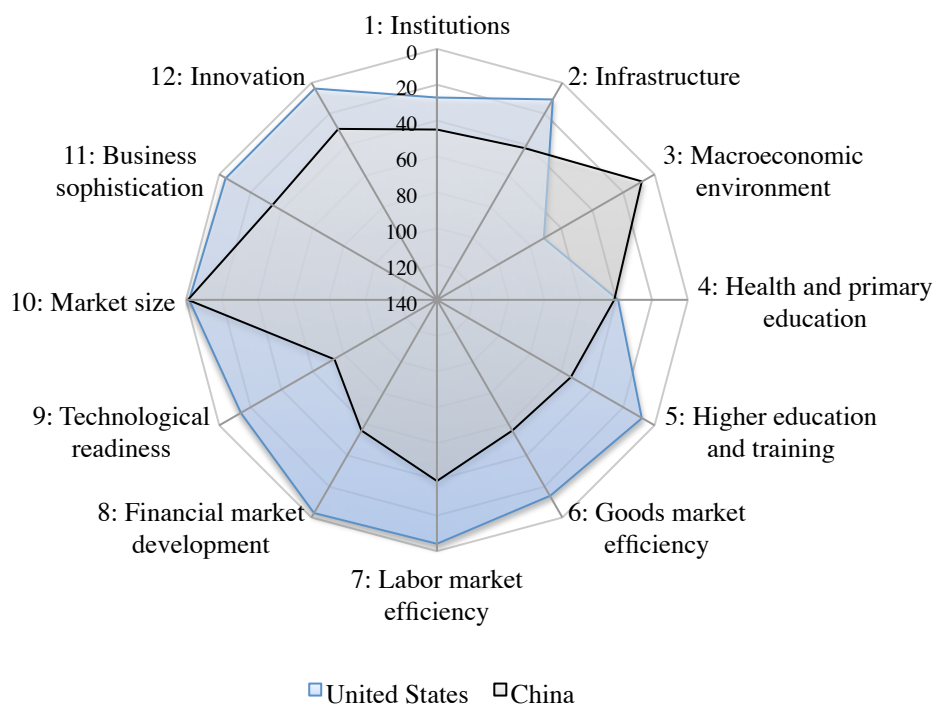 1: Institutions
0
12: Innovation
2: Infrastructure
20
40
11: Business
sophistication
3: Macroeconomic
environment
60
80
100
120
10: Market size
140
4: Health and primary
education
9: Technological
readiness
5: Higher education
and training
8: Financial market
development
6: Goods market
efficiency
7: Labor market
efficiency
United States
China